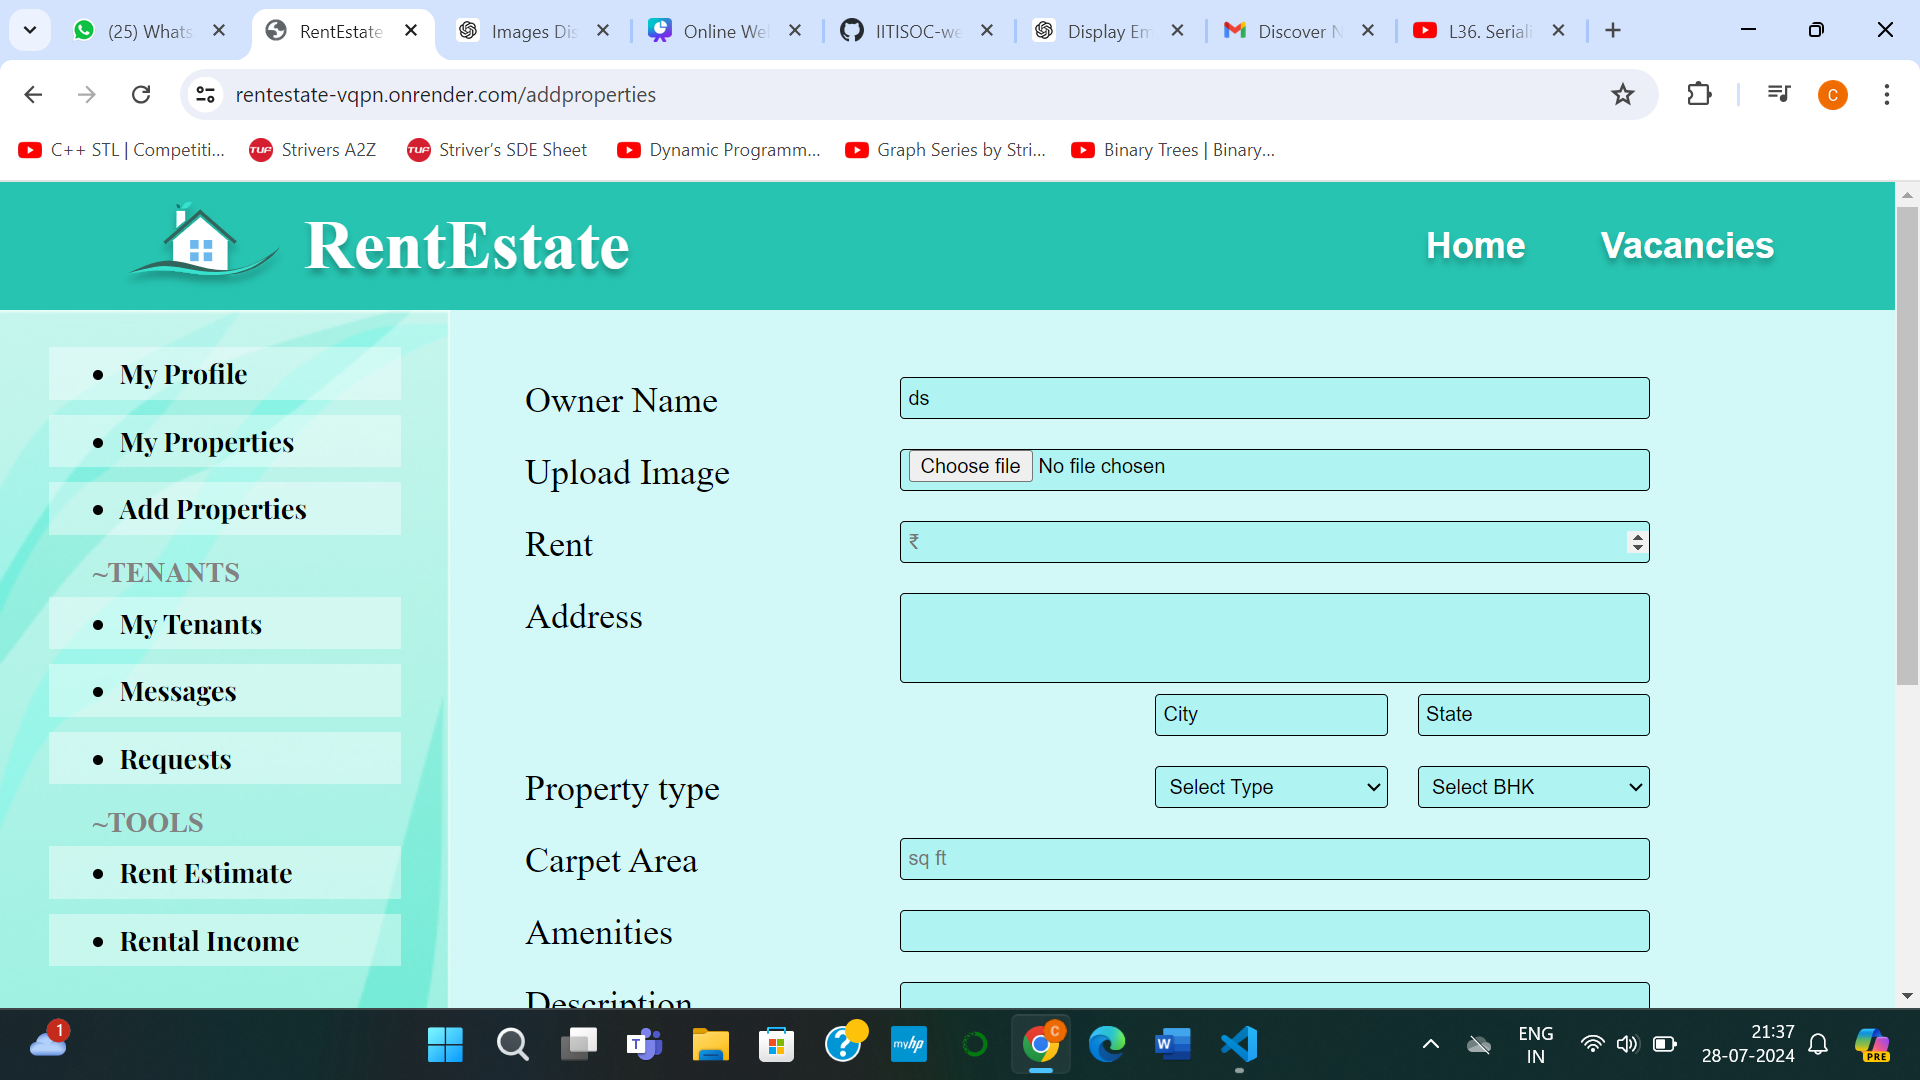 (25) Whats
RentEstate
Images Dis
Online We
IITISOC-we
Display Em
Discover N
L36. Seriali
rentestate-vqpn.onrender.com/addproperties
C
C++ STL | Competiti...
Strivers A2Z
Striver's SDE Sheet
Dynamic Programm...
Graph Series by Stri...
Binary Trees | Binary...
RentEstate
Home
Vacancies
My Profile
My Properties
Add Properties
~TENANTS
My Tenants
Messages
Requests
~TOOLS
Rent Estimate
Rental Income
Owner Name
ds
Upload Image
Choose file No file chosen
Rent
₹
Address
City
State
Property type
Select Type
Select BHK
Carpet Area
sq ft
Amenities
Description
1
T
?
myhp
C
W
ENG
IN
21:37
28-07-2024
PRE